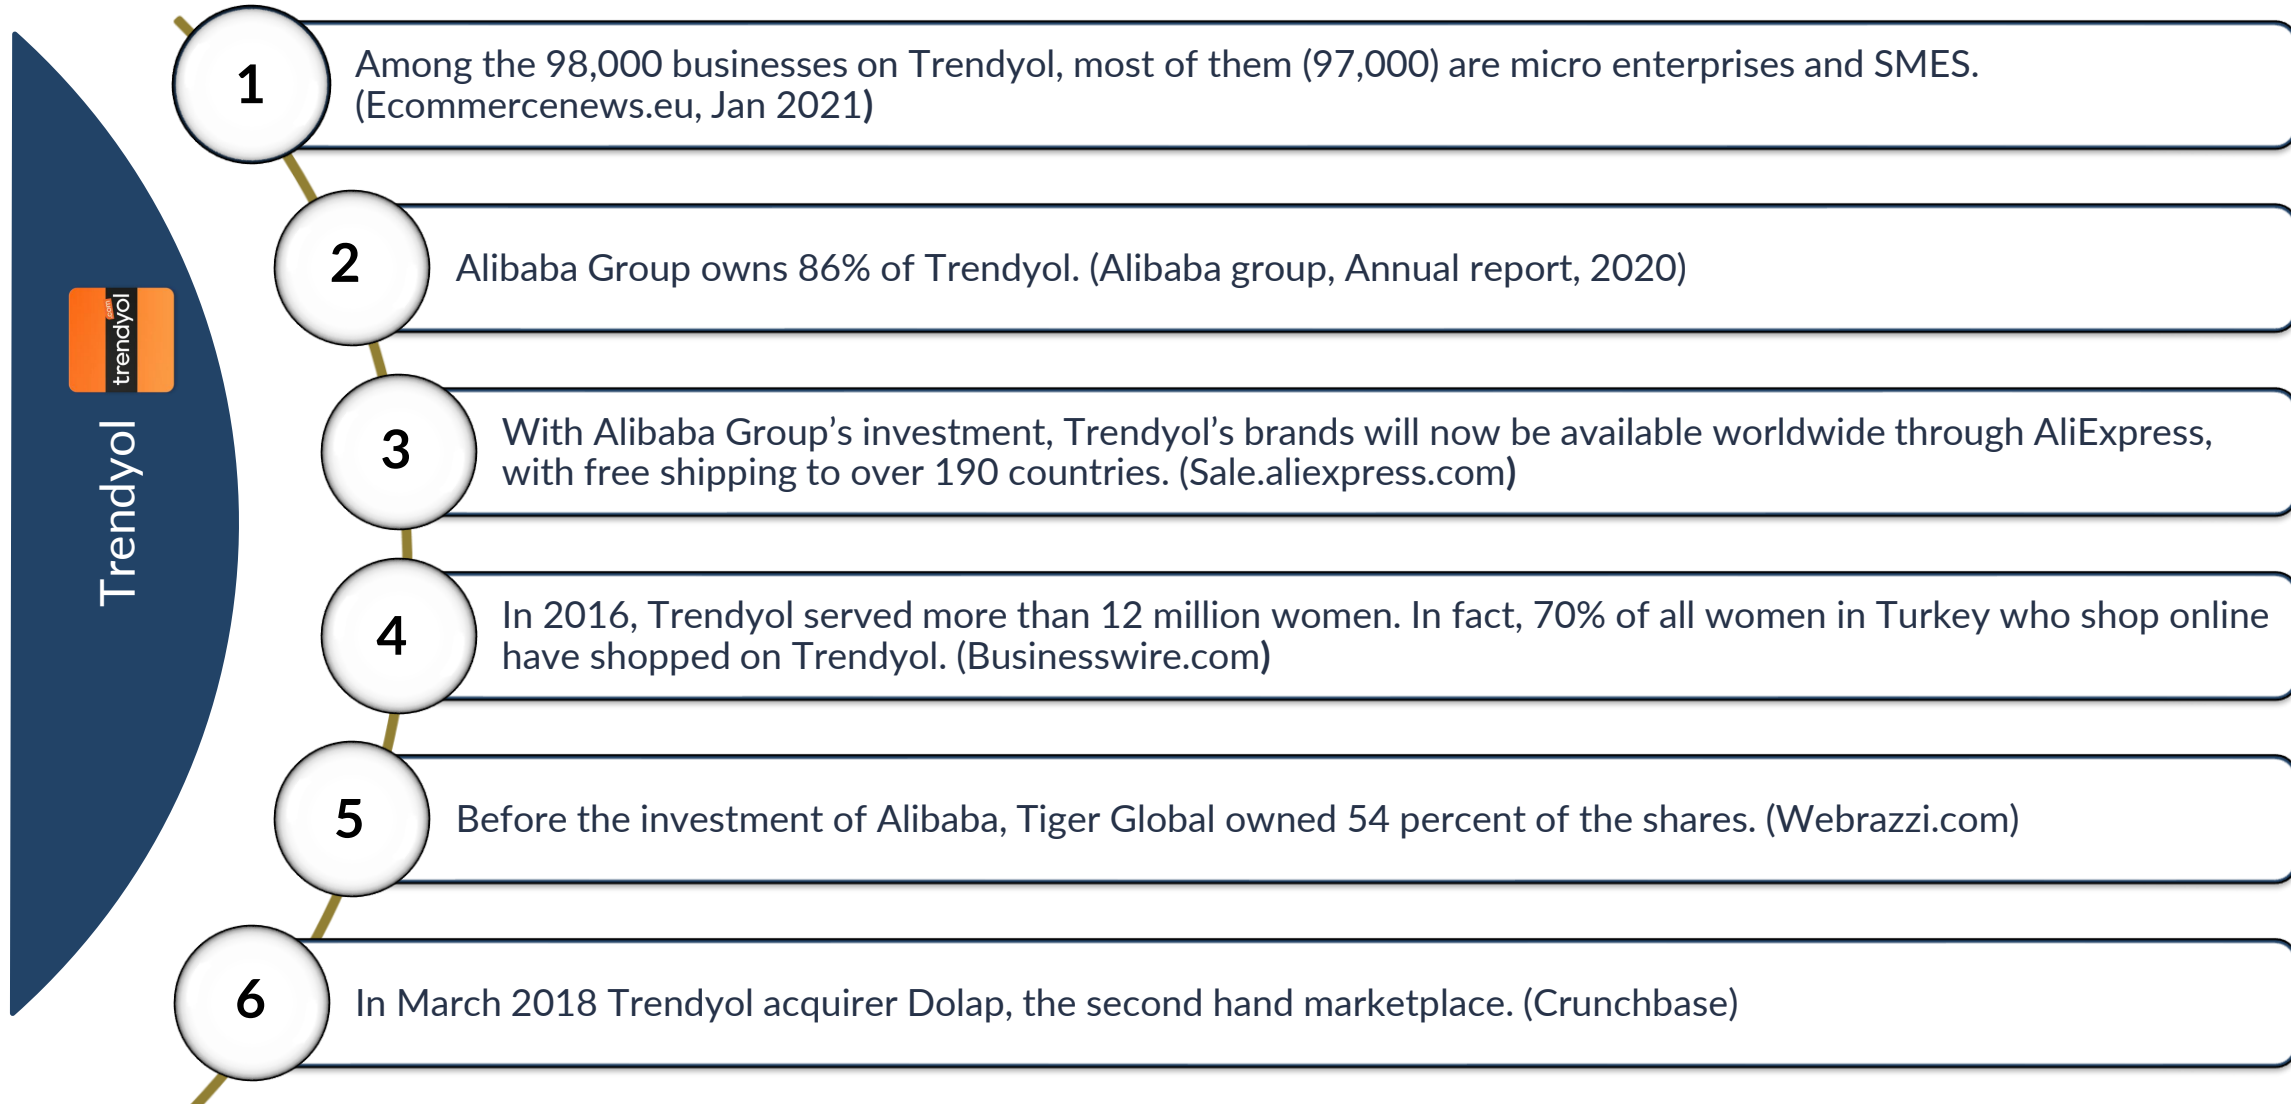 Trendyol
trendyol
.com
1
Among the 98,000 businesses on Trendyol, most of them (97,000) are micro enterprises and SMES.
(Ecommercenews.eu, Jan 2021)
2
Alibaba Group owns 86% of Trendyol. (Alibaba group, Annual report, 2020)
3
With Alibaba Group’s investment, Trendyol’s brands will now be available worldwide through AliExpress,
with free shipping to over 190 countries. (Sale.aliexpress.com)
4
In 2016, Trendyol served more than 12 million women. In fact, 70% of all women in Turkey who shop online
have shopped on Trendyol. (Businesswire.com)
5
Before the investment of Alibaba, Tiger Global owned 54 percent of the shares. (Webrazzi.com)
6
In March 2018 Trendyol acquirer Dolap, the second hand marketplace. (Crunchbase)